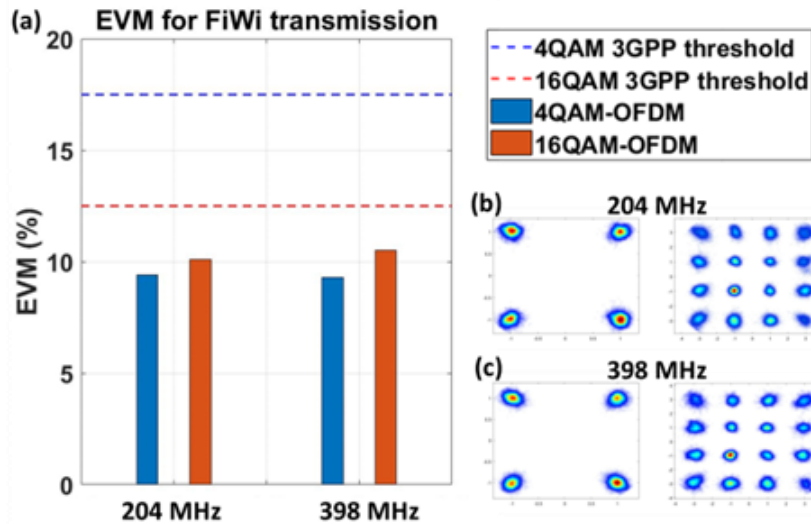 (a) EVM for FiWi transmission
20
15
10
5
0
EVM (%)
204 MHz 398 MHz
4QAM 3GPP threshold
16QAM 3GPP threshold
4QAM-OFDM
16QAM-OFDM
(b) 204 MHz
(c) 398 MHz